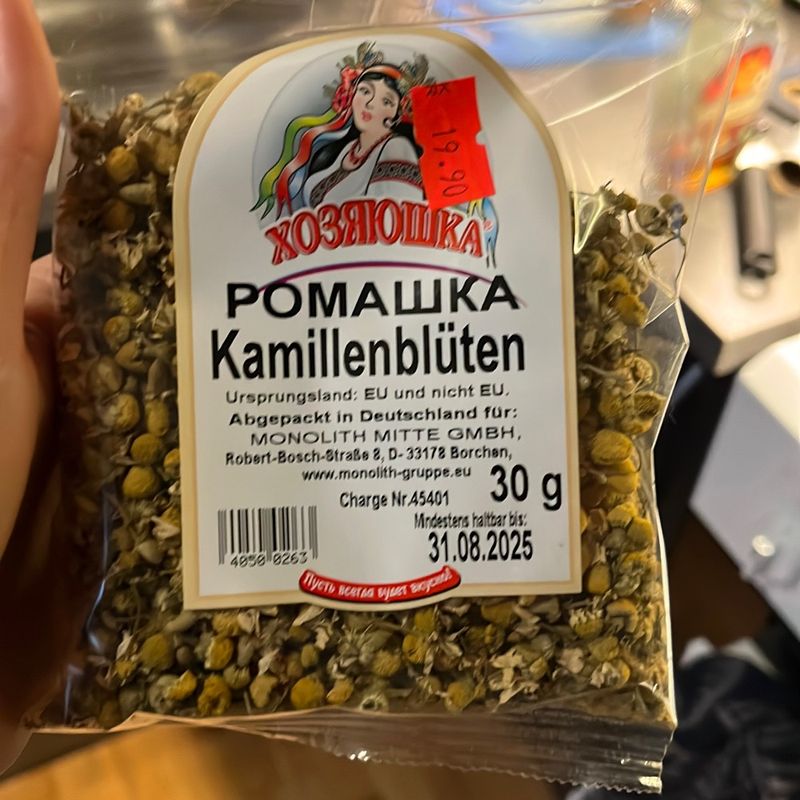 19.90
ХОЗЯЮШКА
РОМАШКА
Kamillenblüten
Ursprungsland: EU und nicht EU.
Abgepackt in Deutschland für:
MONOLITH MITTE GMBH,
Robert-Bosch-Straße 8, D- 33178 Borchen,
www.monolith-gruppe.eu
30 g
Charge Nr.45401
Mindestens haltbar bis:
31.08.2025
4050 0263
Пусть всегда будет вкусно!